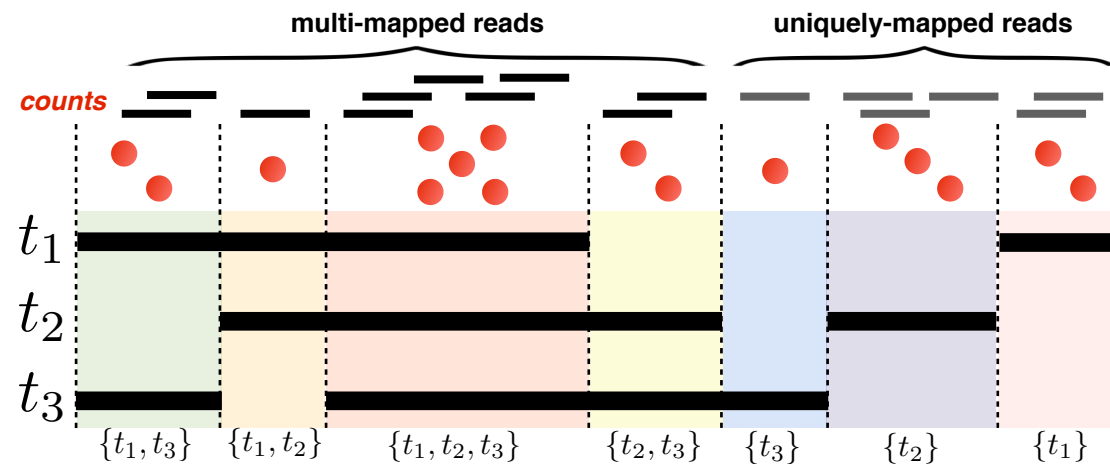 multi-mapped reads uniquely-mapped reads
counts
t₁
t₂
t₃
{t₁, t₃} {t₁, t₂} {t₁, t₂, t₃} {t₂, t₃} {t₃} {t₂} {t₁}